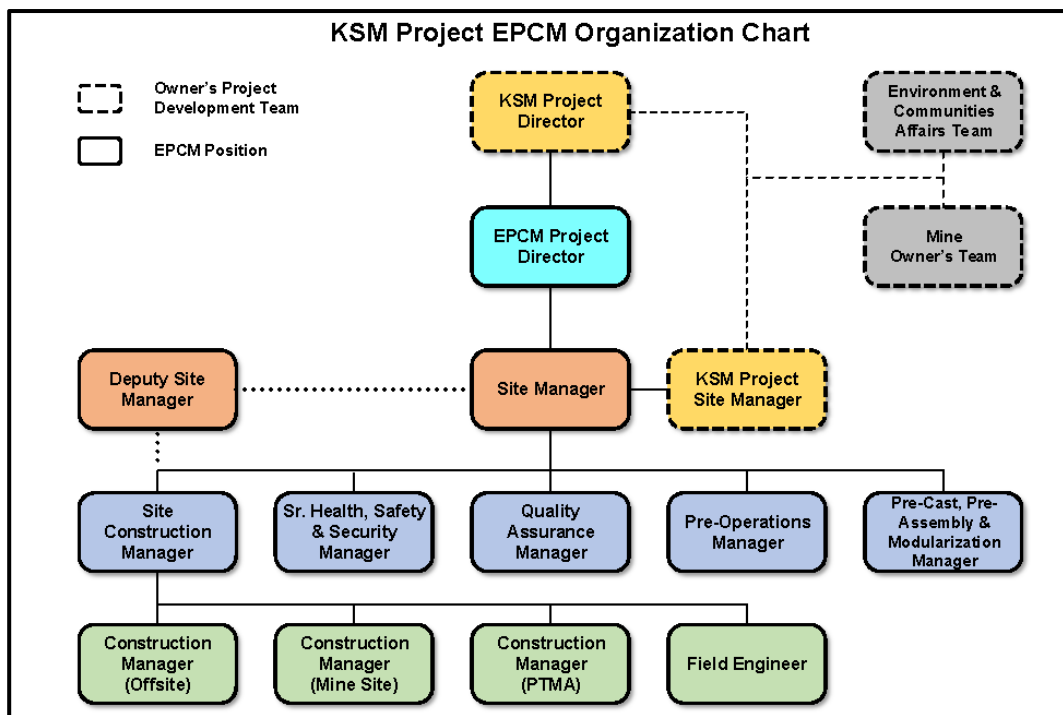 KSM Project EPCM Organization Chart
Owner's Project
Development Team
EPCM Position
KSM Project
Director
Environment &
Communities
Affairs Team
EPCM Project
Director
Mine
Owner's Team
Deputy Site
Manager
Site Manager
KSM Project
Site Manager
Site
Construction
Manager
Sr. Health, Safety
& Security
Manager
Quality
Assurance
Manager
Pre-Operations
Manager
Pre-Cast, Pre-
Assembly &
Modularization
Manager
Construction
Manager
(Offsite)
Construction
Manager
(Mine Site)
Construction
Manager
(PTMA)
Field Engineer